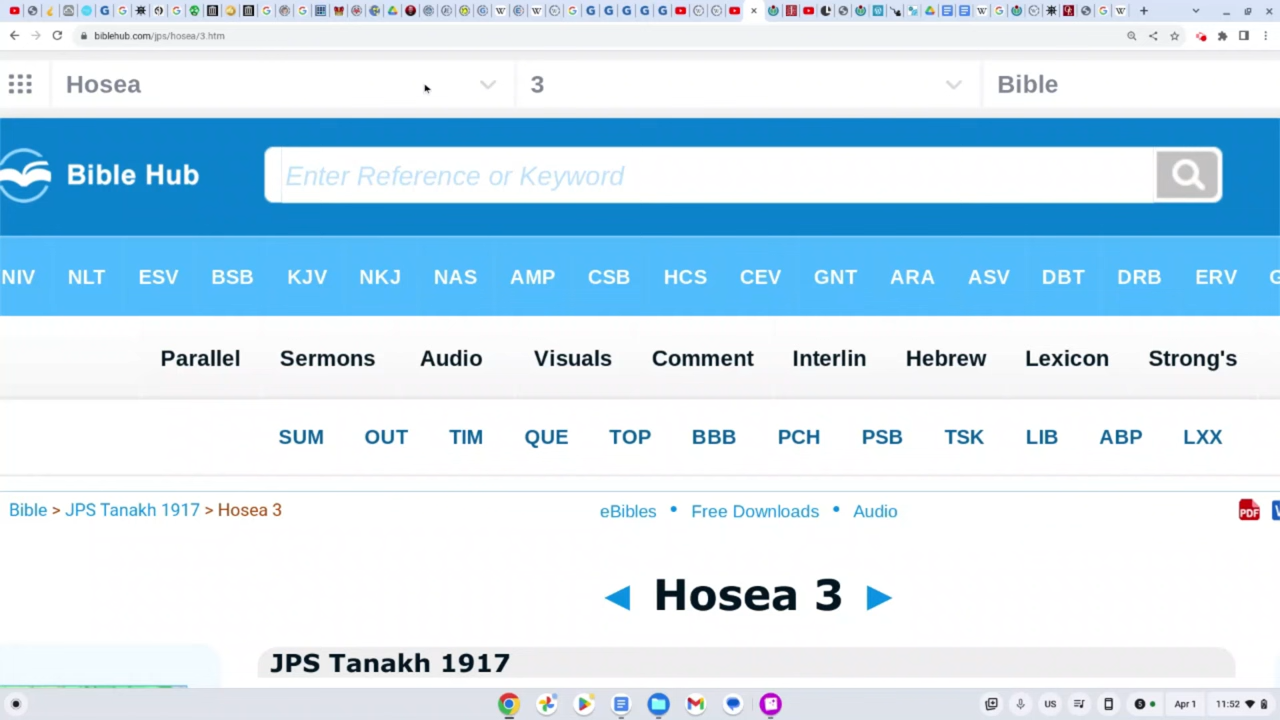 biblehub.com/jps/hosea/3.htm
Hosea 3 Bible
Bible Hub Enter Reference or Keyword
NIV NLT ESV BSB KJV NKJ NAS AMP CSB HCS CEV GNT ARA ASV DBT DRB ERV
Parallel Sermons Audio Visuals Comment Interlin Hebrew Lexicon Strong's
SUM OUT TIM QUE TOP BBB PCH PSB TSK LIB ABP LXX
Bible > JPS Tanakh 1917 > Hosea 3 eBibles • Free Downloads • Audio PDF
◄ Hosea 3 ►
JPS Tanakh 1917
US Apr 1 11:52